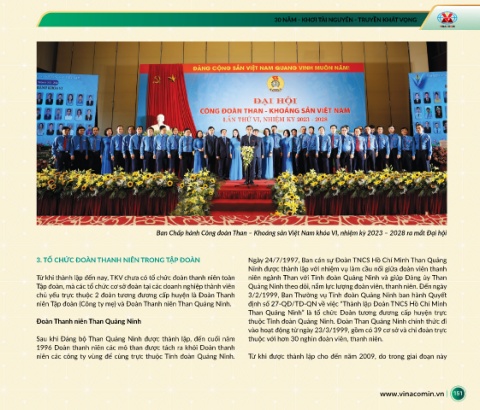 30 NĂM - KHƠI TÀI NGUYÊN - TRUYỀN KHÁT VỌNG
ĐẢNG CỘNG SẢN VIỆT NAM QUANG VINH MUÔN NĂM!
ĐẠI HỘI
CÔNG ĐOÀN THAN - KHOÁNG SẢN VIỆT NAM
LẦN THỨ VI, NHIỆM KỲ 2023 - 2028
Ban Chấp hành Công đoàn Than – Khoáng sản Việt Nam khóa VI, nhiệm kỳ 2023 – 2028 ra mắt Đại hội
3. TỔ CHỨC ĐOÀN THANH NIÊN TRONG TẬP ĐOÀN
Từ khi thành lập đến nay, TKV chưa có tổ chức đoàn thanh niên toàn
Tập đoàn, mà các tổ chức cơ sở đoàn tại các doanh nghiệp thành viên
chủ yếu trực thuộc 2 đoàn tương đương cấp huyện là Đoàn Thanh
niên Tập đoàn (Công ty mẹ) và Đoàn Thanh niên Than Quảng Ninh.
Đoàn Thanh niên Than Quảng Ninh
Sau khi Đảng bộ Than Quảng Ninh được thành lập, đến cuối năm
1996 Đoàn thanh niên các mỏ than được tách ra khỏi Đoàn thanh
niên các công ty vùng để cùng trực thuộc Tỉnh đoàn Quảng Ninh.
Ngày 24/7/1997, Ban cán sự Đoàn TNCS Hồ Chí Minh Than Quảng
Ninh được thành lập với nhiệm vụ làm cầu nối giữa đoàn viên thanh
niên ngành Than với Tỉnh đoàn Quảng Ninh và giúp Đảng ủy Than
Quảng Ninh theo dõi, nắm lực lượng đoàn viên, thanh niên. Đến ngày
3/2/1999, Ban Thường vụ Tỉnh đoàn Quảng Ninh ban hành Quyết
định số 27-QĐ/TĐ-QN về việc "Thành lập Đoàn TNCS Hồ Chí Minh
Than Quảng Ninh" là tổ chức Đoàn tương đương cấp huyện trực
thuộc Tỉnh đoàn Quảng Ninh. Đoàn Than Quảng Ninh chính thức đi
vào hoạt động từ ngày 23/3/1999, gồm có 39 cơ sở và chi đoàn trực
thuộc với hơn 30 nghìn đoàn viên, thanh niên.
Từ khi được thành lập cho đến năm 2009, do trong giai đoạn này
www.vinacomin.vn | 151